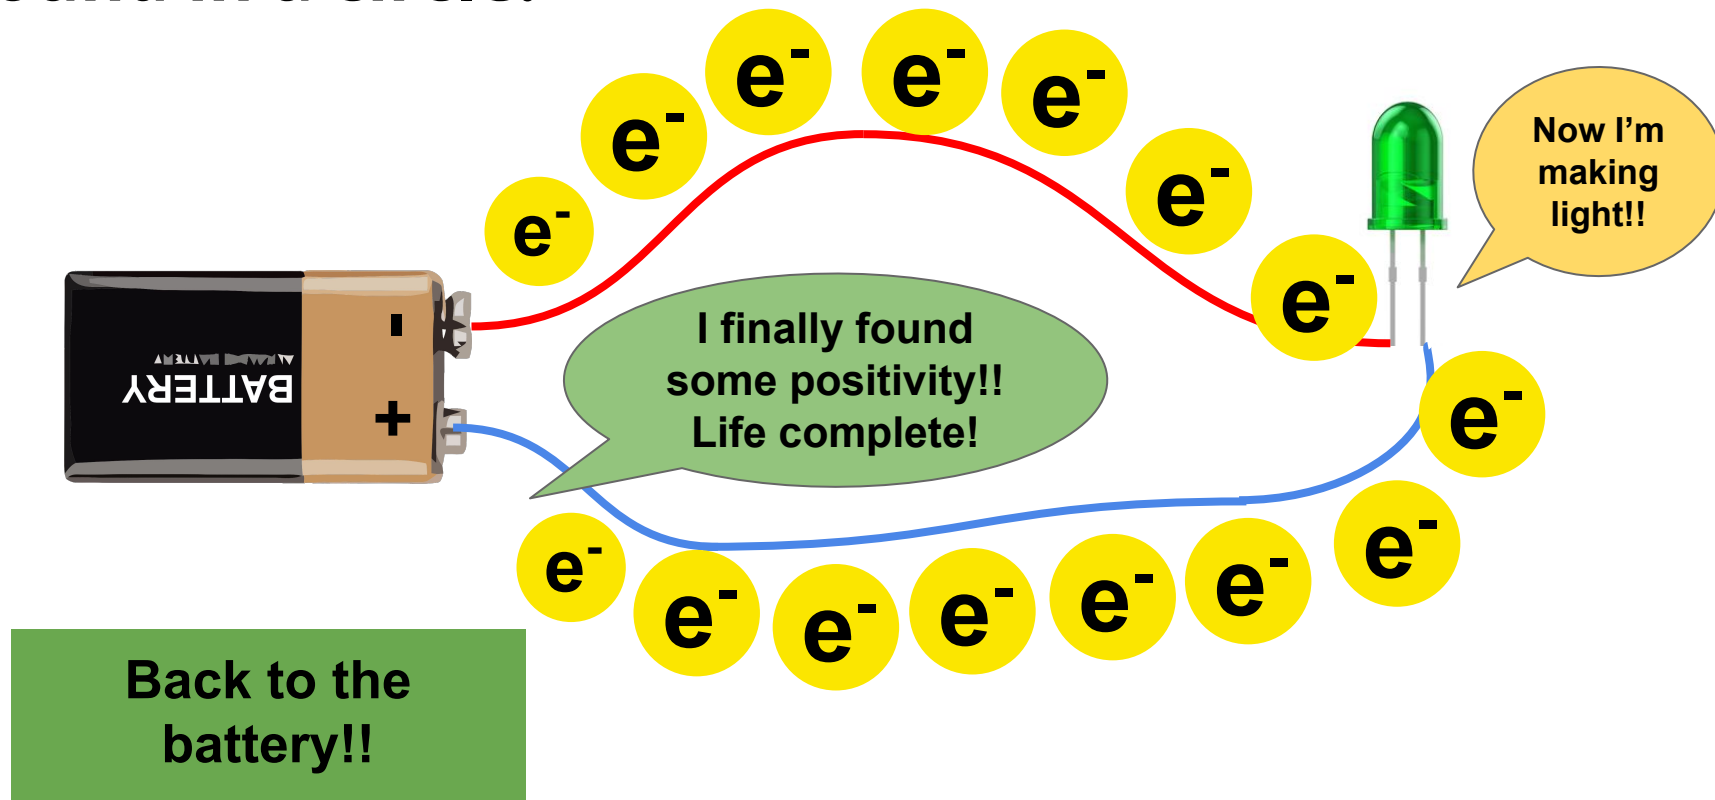 e-
e-
e-
e-
e-
e-
e-
Now I'm
making
light!!
-
+
BATTERY
I finally found
some positivity!!
Life complete!
e-
e-
e-
e-
e-
e-
e-
e-
Back to the
battery!!